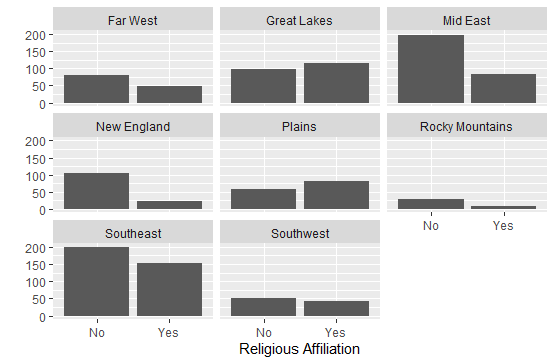 Far West Great Lakes Mid East
200
150
100
50
0
New England Plains Rocky Mountains
200
150
100
50
0
No Yes
Southeast Southwest
200
150
100
50
0
No Yes No Yes
Religious Affiliation